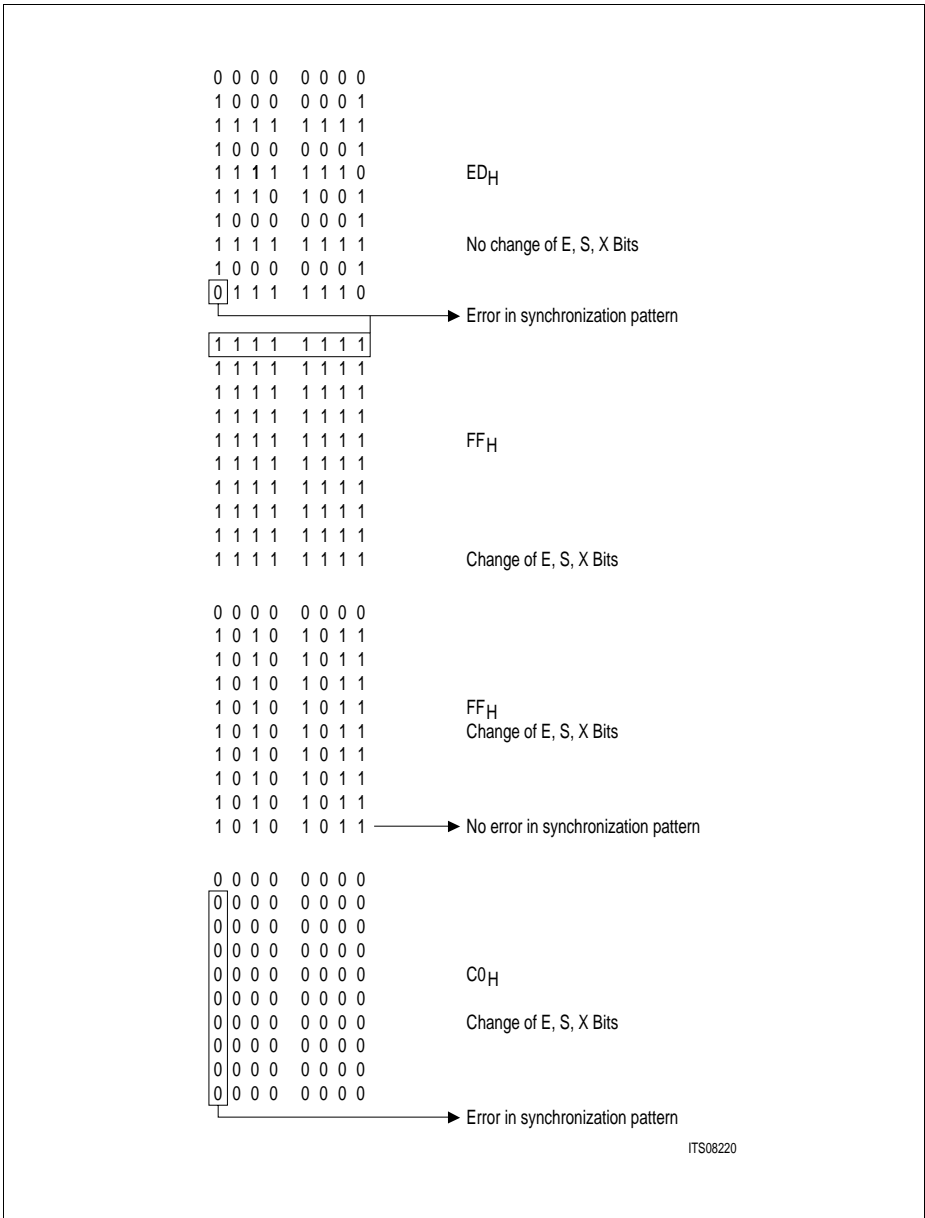 0 0 0 0 0 0 0 0
1 0 0 0 0 0 0 1
1 1 1 1 1 1 1 1
1 0 0 0 0 0 0 1
1 1 1 1 1 1 1 0 EDH
1 1 1 0 1 0 0 1
1 0 0 0 0 0 0 1
1 1 1 1 1 1 1 1 No change of E, S, X Bits
1 0 0 0 0 0 0 1
0 1 1 1 1 1 1 0
Error in synchronization pattern
1 1 1 1 1 1 1 1
1 1 1 1 1 1 1 1
1 1 1 1 1 1 1 1
1 1 1 1 1 1 1 1
1 1 1 1 1 1 1 1 FFH
1 1 1 1 1 1 1 1
1 1 1 1 1 1 1 1
1 1 1 1 1 1 1 1
1 1 1 1 1 1 1 1
1 1 1 1 1 1 1 1 Change of E, S, X Bits
0 0 0 0 0 0 0 0
1 0 1 0 1 0 1 1
1 0 1 0 1 0 1 1
1 0 1 0 1 0 1 1
1 0 1 0 1 0 1 1 FFH
1 0 1 0 1 0 1 1 Change of E, S, X Bits
1 0 1 0 1 0 1 1
1 0 1 0 1 0 1 1
1 0 1 0 1 0 1 1
1 0 1 0 1 0 1 1 No error in synchronization pattern
0 0 0 0 0 0 0 0
0 0 0 0 0 0 0 0
0 0 0 0 0 0 0 0
0 0 0 0 0 0 0 0
0 0 0 0 0 0 0 0 C0H
0 0 0 0 0 0 0 0
0 0 0 0 0 0 0 0 Change of E, S, X Bits
0 0 0 0 0 0 0 0
0 0 0 0 0 0 0 0
0 0 0 0 0 0 0 0
Error in synchronization pattern
ITS08220